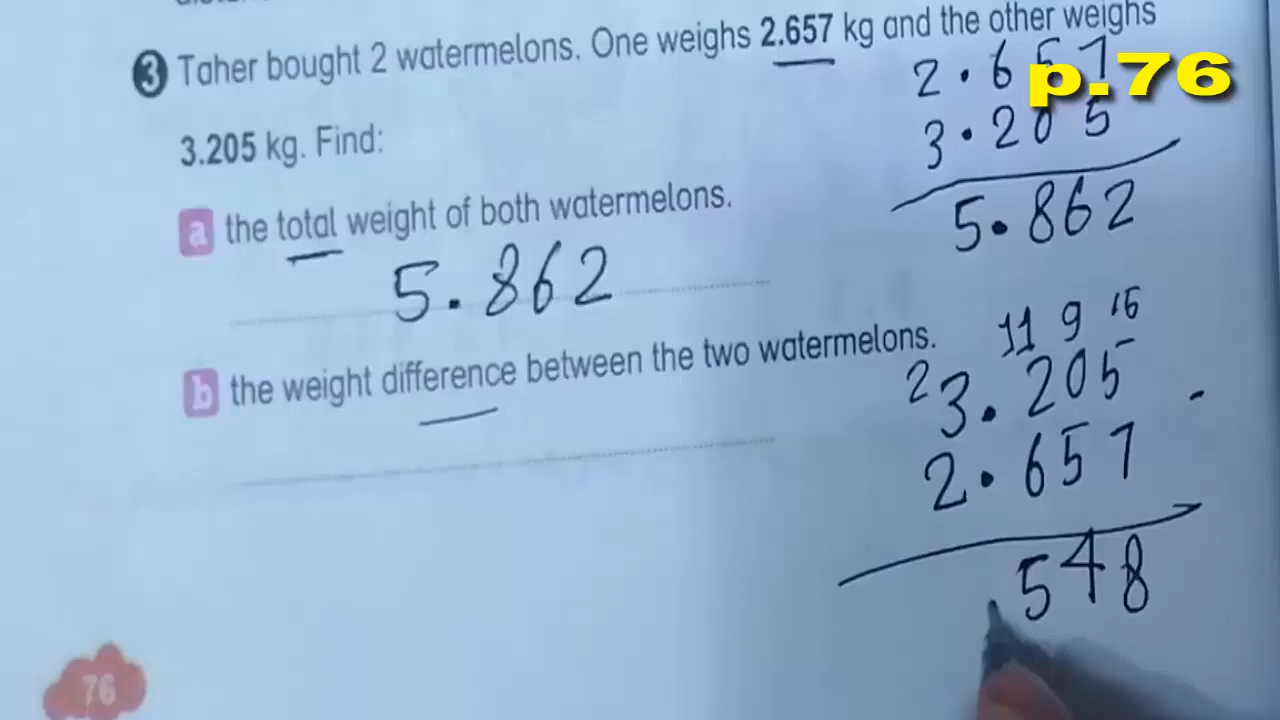 3 Taher bought 2 watermelons. One weighs 2.657 kg and the other weighs
3.205 kg. Find:
a the total weight of both watermelons.
5.862
b the weight difference between the two watermelons.
2.657
3.205
5.862
11 9 15
2 3.205 -
2.657
548
p.76
76